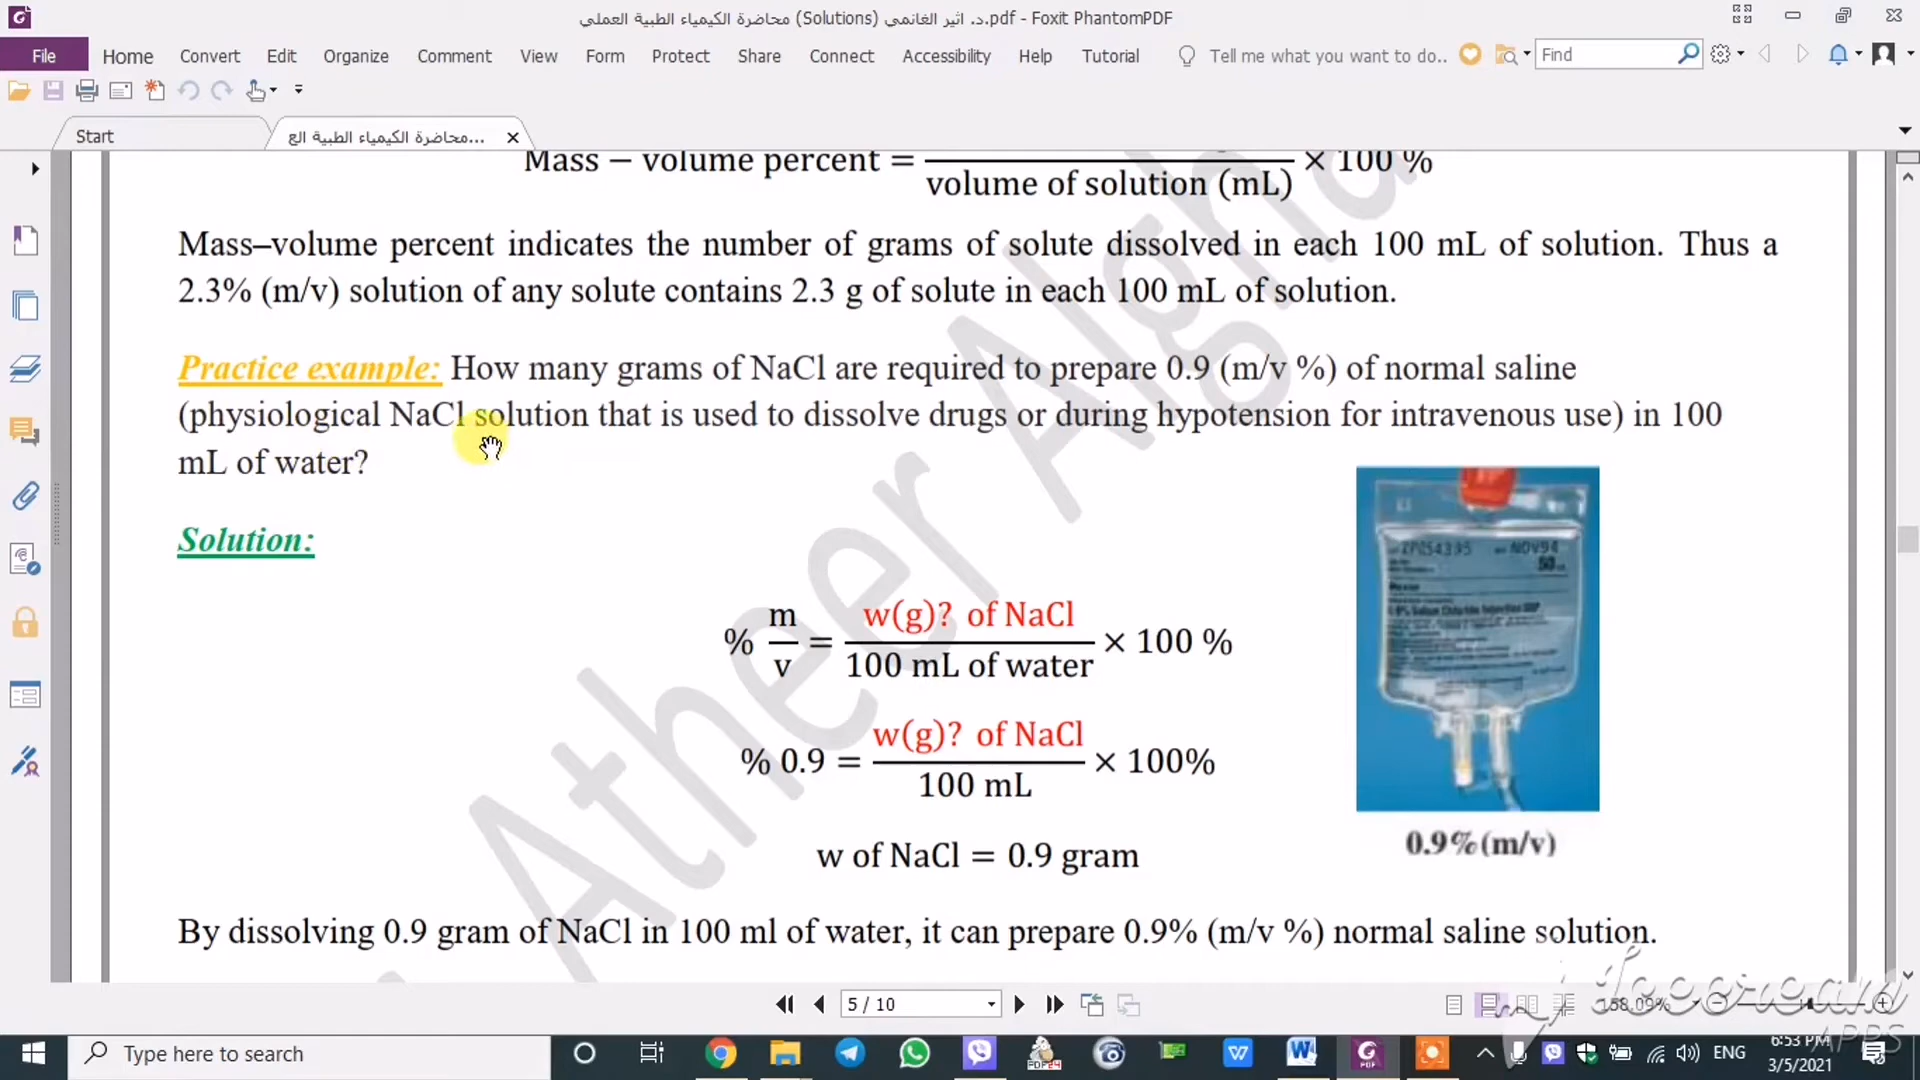 محاضرة الكيمياء الطبية العملي (Solutions) د. اثير الغانمي.pdf - Foxit PhantomPDF
File Home Convert Edit Organize Comment View Form Protect Share Connect Accessibility Help Tutorial Tell me what you want to do.. Find
Start محاضرة الكيمياء الطبية الع...
Mass − volume percent = volume of solution (mL) × 100 %
Mass–volume percent indicates the number of grams of solute dissolved in each 100 mL of solution. Thus a
2.3% (m/v) solution of any solute contains 2.3 g of solute in each 100 mL of solution.
Practice example: How many grams of NaCl are required to prepare 0.9 (m/v %) of normal saline
(physiological NaCl solution that is used to dissolve drugs or during hypotension for intravenous use) in 100
mL of water?
Solution:
% m/v = w(g)? of NaCl / 100 mL of water × 100 %
% 0.9 = w(g)? of NaCl / 100 mL × 100%
w of NaCl = 0.9 gram
NOV94
50
0.9% (m/v)
By dissolving 0.9 gram of NaCl in 100 ml of water, it can prepare 0.9% (m/v %) normal saline solution.
Atheer Algha
5 / 10
158.09%
APPS
Type here to search
PDF24
ENG
6:53 PM
3/5/2021